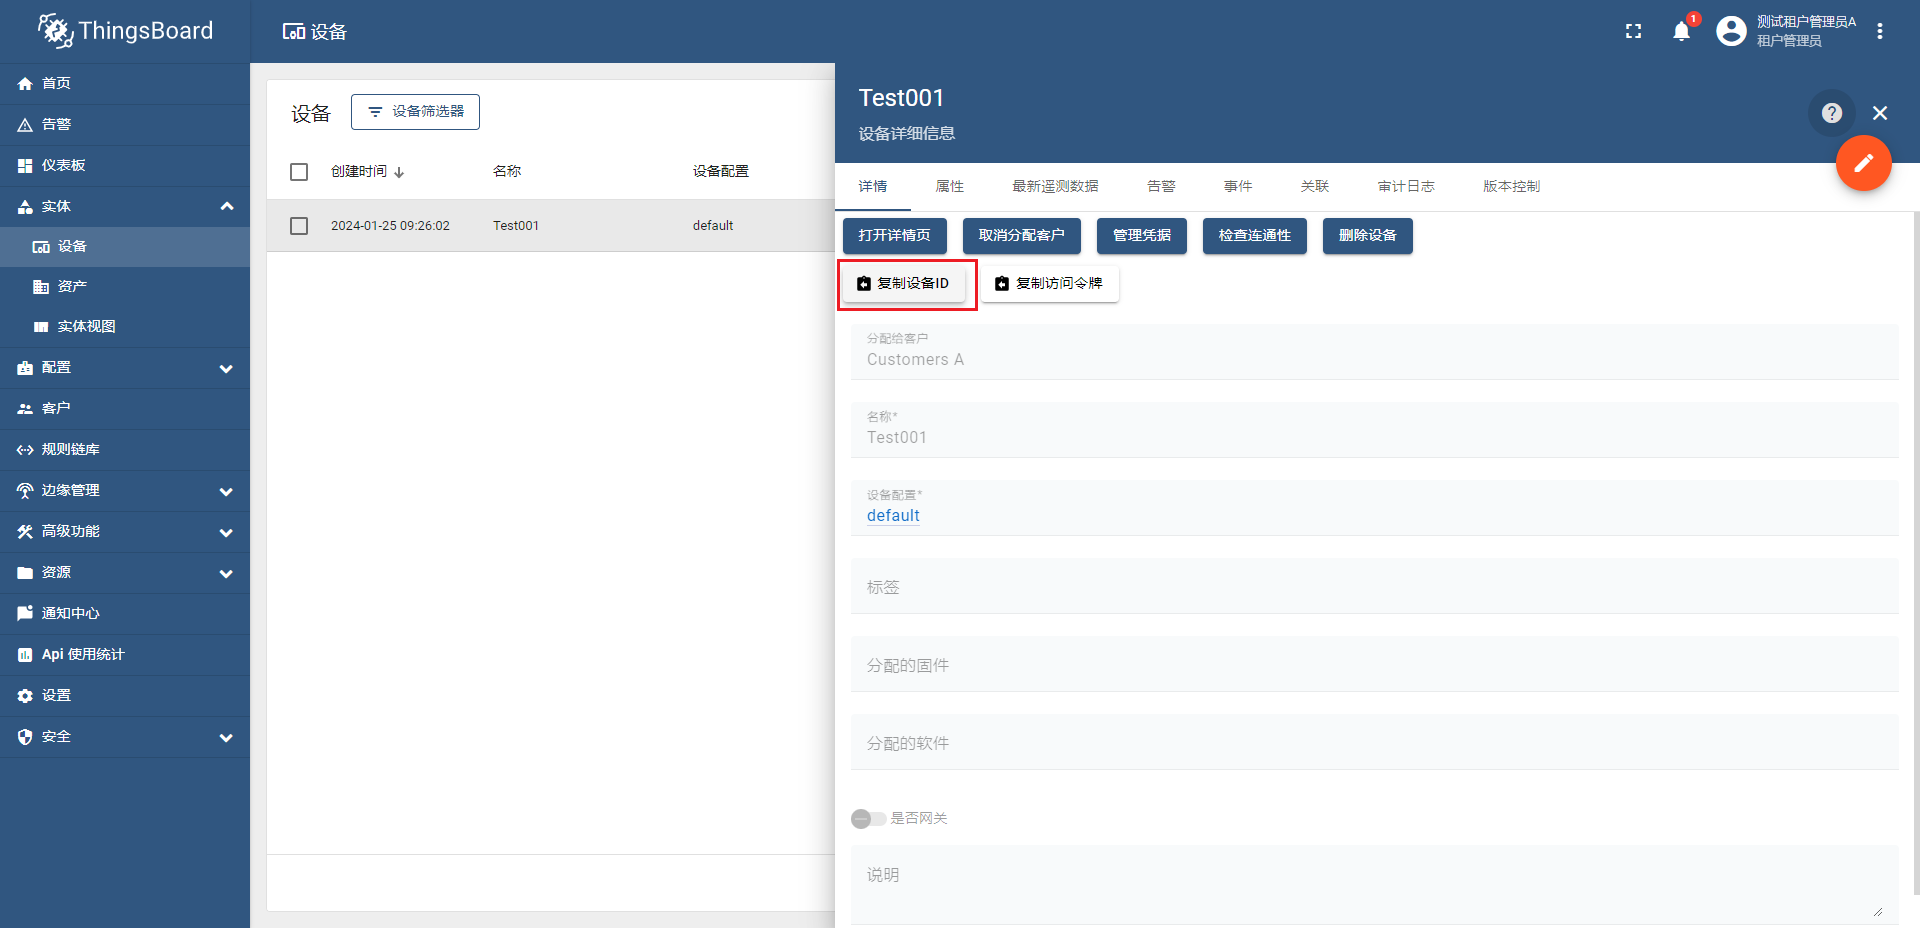 ThingsBoard
设备
1
测试租户管理员A
租户管理员
首页
告警
仪表板
实体
设备
资产
实体视图
配置
客户
规则链库
边缘管理
高级功能
资源
通知中心
Api 使用统计
设置
安全
设备
设备筛选器
创建时间 名称 设备配置
2024-01-25 09:26:02 Test001 default
Test001
设备详细信息
?
详情 属性 最新遥测数据 告警 事件 关联 审计日志 版本控制
打开详情页 取消分配客户 管理凭据 检查连通性 删除设备
复制设备ID 复制访问令牌
分配给客户
Customers A
名称*
Test001
设备配置*
default
标签
分配的固件
分配的软件
是否网关
说明